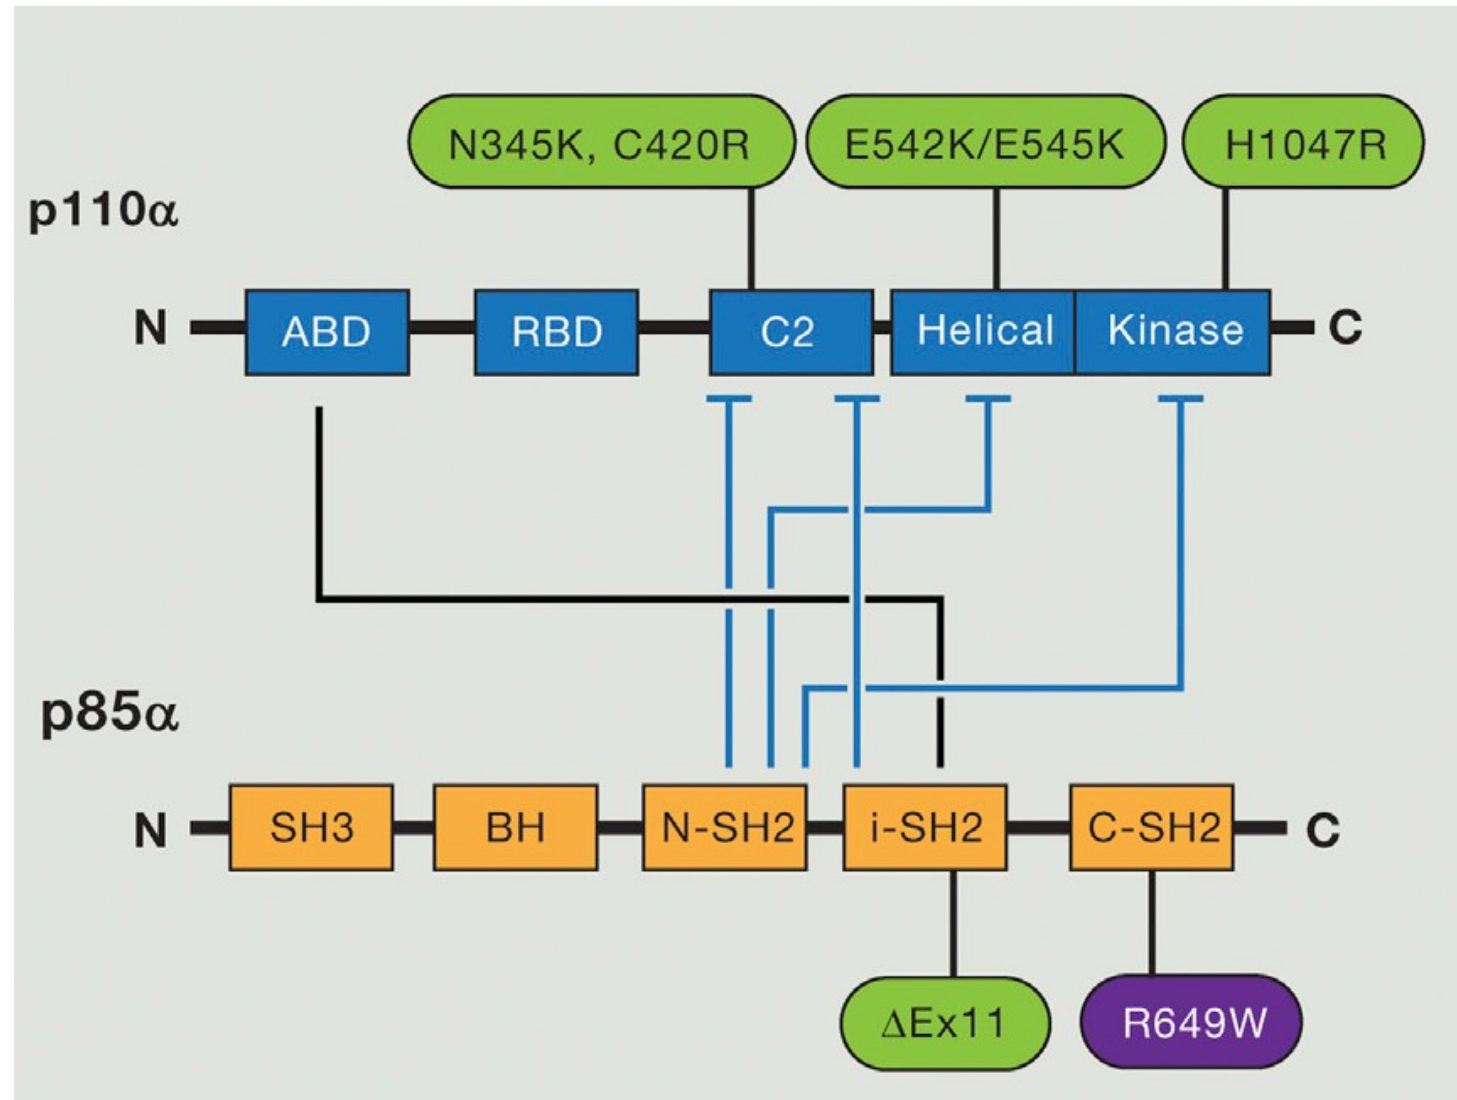 N345K, C420R
E542K/E545K
H1047R
p110α
N
ABD
RBD
C2
Helical
Kinase
C
p85α
N
SH3
BH
N-SH2
i-SH2
C-SH2
C
ΔEx11
R649W